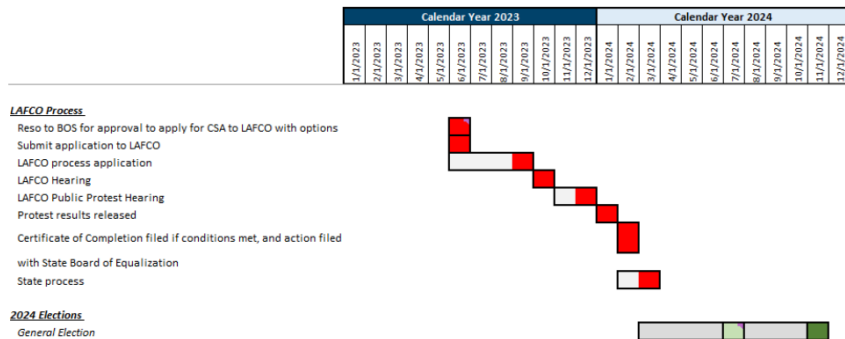 Calendar Year 2023 Calendar Year 2024
1/1/2023 2/1/2023 3/1/2023 4/1/2023 5/1/2023 6/1/2023 7/1/2023 8/1/2023 9/1/2023 10/1/2023 11/1/2023 12/1/2023 1/1/2024 2/1/2024 3/1/2024 4/1/2024 5/1/2024 6/1/2024 7/1/2024 8/1/2024 9/1/2024 10/1/2024 11/1/2024 12/1/2024
LAFCO Process
Reso to BOS for approval to apply for CSA to LAFCO with options
Submit application to LAFCO
LAFCO process application
LAFCO Hearing
LAFCO Public Protest Hearing
Protest results released
Certificate of Completion filed if conditions met, and action filed
with State Board of Equalization
State process
2024 Elections
General Election